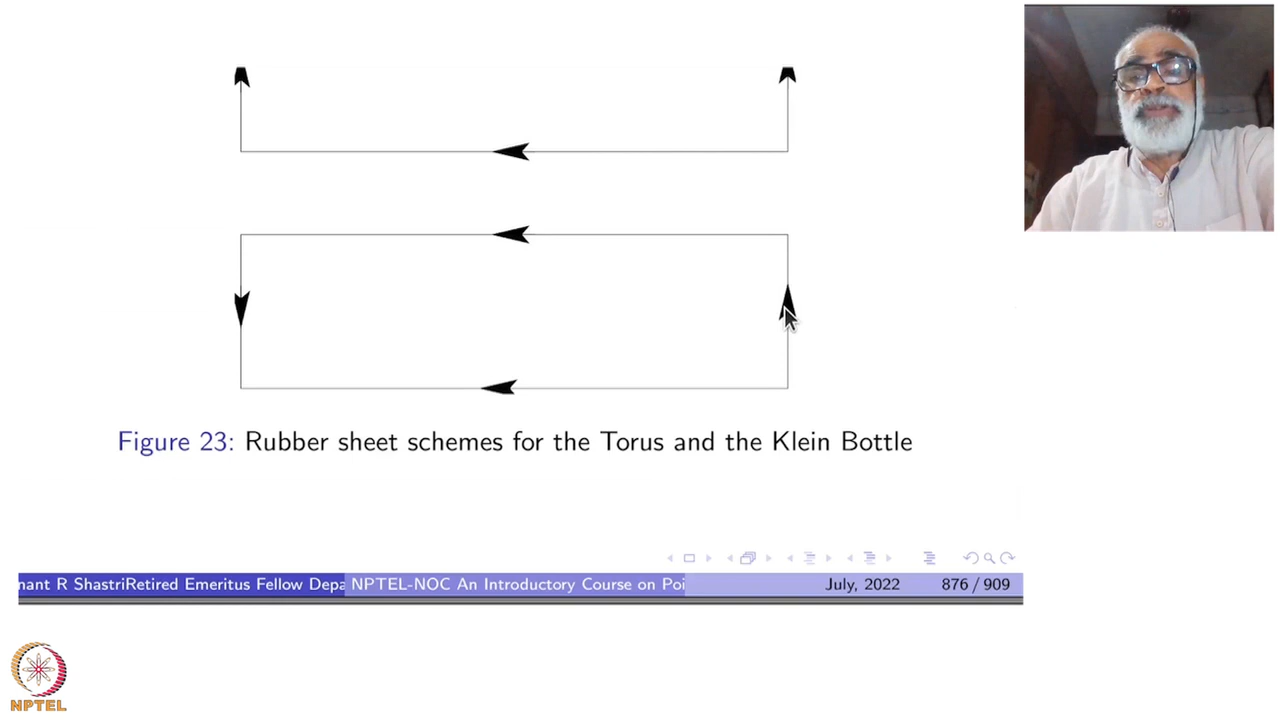 Figure 23: Rubber sheet schemes for the Torus and the Klein Bottle
nant R ShastriRetired Emeritus Fellow Depa NPTEL-NOC An Introductory Course on Poi July, 2022 876 / 909
NPTEL